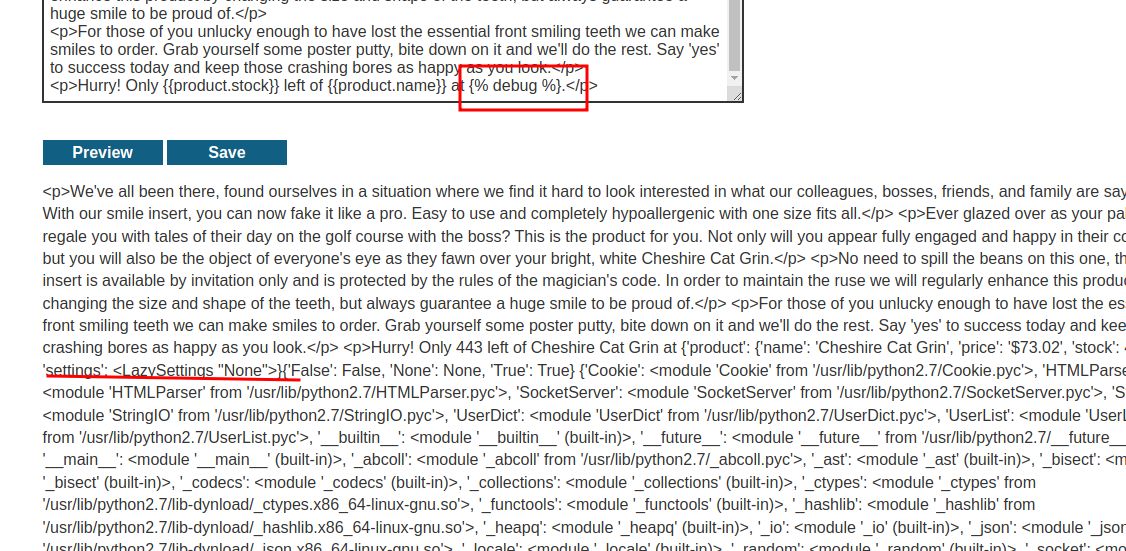 huge smile to be proud of.</p>
<p>For those of you unlucky enough to have lost the essential front smiling teeth we can make
smiles to order. Grab yourself some poster putty, bite down on it and we'll do the rest. Say 'yes'
to success today and keep those crashing bores as happy as you look.</p>
<p>Hurry! Only {{product.stock}} left of {{product.name}} at {% debug %}.</p>
Preview Save
<p>We've all been there, found ourselves in a situation where we find it hard to look interested in what our colleagues, bosses, friends, and family are say
With our smile insert, you can now fake it like a pro. Easy to use and completely hypoallergenic with one size fits all.</p> <p>Ever glazed over as your pa
regale you with tales of their day on the golf course with the boss? This is the product for you. Not only will you appear fully engaged and happy in their
but you will also be the object of everyone's eye as they fawn over your bright, white Cheshire Cat Grin.</p> <p>No need to spill the beans on this one,
insert is available by invitation only and is protected by the rules of the magician's code. In order to maintain the ruse we will regularly enhance this
changing the size and shape of the teeth, but always guarantee a huge smile to be proud of.</p> <p>For those of you unlucky enough to have lost the
front smiling teeth we can make smiles to order. Grab yourself some poster putty, bite down on it and we'll do the rest. Say 'yes' to success today and
crashing bores as happy as you look.</p> <p>Hurry! Only 443 left of Cheshire Cat Grin at {'product': {'name': 'Cheshire Cat Grin', 'price': '$73.02', 'stock':
'settings': <LazySettings "None">}{'False': False, 'None': None, 'True': True} {'Cookie': <module 'Cookie' from '/usr/lib/python2.7/Cookie.pyc'>,
<module 'HTMLParser' from '/usr/lib/python2.7/HTMLParser.pyc'>, 'SocketServer': <module 'SocketServer' from '/usr/lib/python2.7/SocketServer.pyc'>,
<module 'StringIO' from '/usr/lib/python2.7/StringIO.pyc'>, 'UserDict': <module 'UserDict' from '/usr/lib/python2.7/UserDict.pyc'>, 'UserList': <module
from '/usr/lib/python2.7/UserList.pyc'>, '__builtin__': <module '__builtin__' (built-in)>, '__future__': <module '__future__' from '/usr/lib/python2.7/__future__
'__main__': <module '__main__' (built-in)>, '_abcoll': <module '_abcoll' from '/usr/lib/python2.7/_abcoll.pyc'>, '_ast': <module '_ast' (built-in)>, '_bisect':
'_bisect' (built-in)>, '_codecs': <module '_codecs' (built-in)>, '_collections': <module '_collections' (built-in)>, '_ctypes': <module '_ctypes' from
'/usr/lib/python2.7/lib-dynload/_ctypes.x86_64-linux-gnu.so'>, '_functools': <module '_functools' (built-in)>, '_hashlib': <module '_hashlib' from
'/usr/lib/python2.7/lib-dynload/_hashlib.x86_64-linux-gnu.so'>, '_heapq': <module '_heapq' (built-in)>, '_io': <module '_io' (built-in)>, '_json': <module
'/usr/lib/python2.7/lib-dynload/_json.x86_64-linux-gnu.so'>, '_locale': <module '_locale' (built-in)>, '_random': <module '_random' (built-in)>, '_socket':